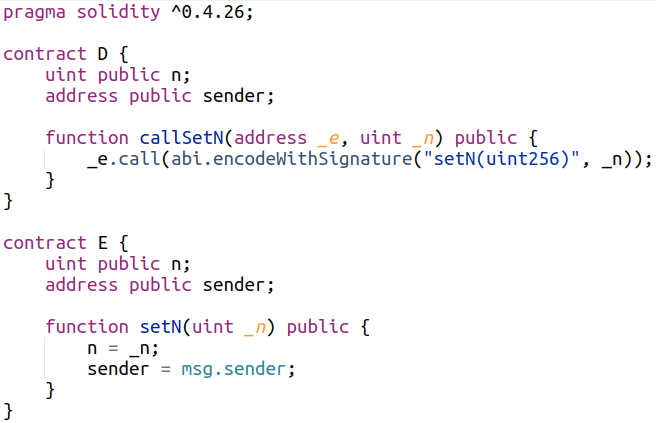 pragma solidity ^0.4.26;

contract D {
    uint public n;
    address public sender;

    function callSetN(address _e, uint _n) public {
        _e.call(abi.encodeWithSignature("setN(uint256)", _n));
    }
}

contract E {
    uint public n;
    address public sender;

    function setN(uint _n) public {
        n = _n;
        sender = msg.sender;
    }
}